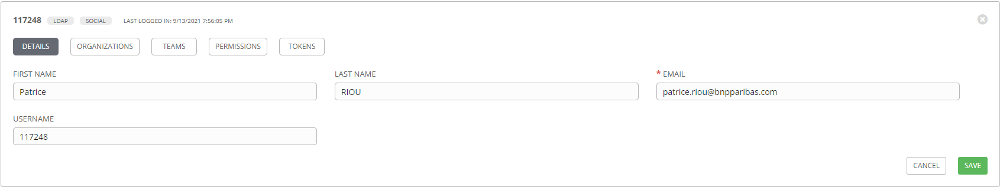 117248 LDAP SOCIAL LAST LOGGED IN: 9/13/2021 7:56:05 PM
DETAILS ORGANIZATIONS TEAMS PERMISSIONS TOKENS
FIRST NAME LAST NAME * EMAIL
Patrice RIOU patrice.riou@bnpparibas.com
USERNAME
117248
CANCEL SAVE